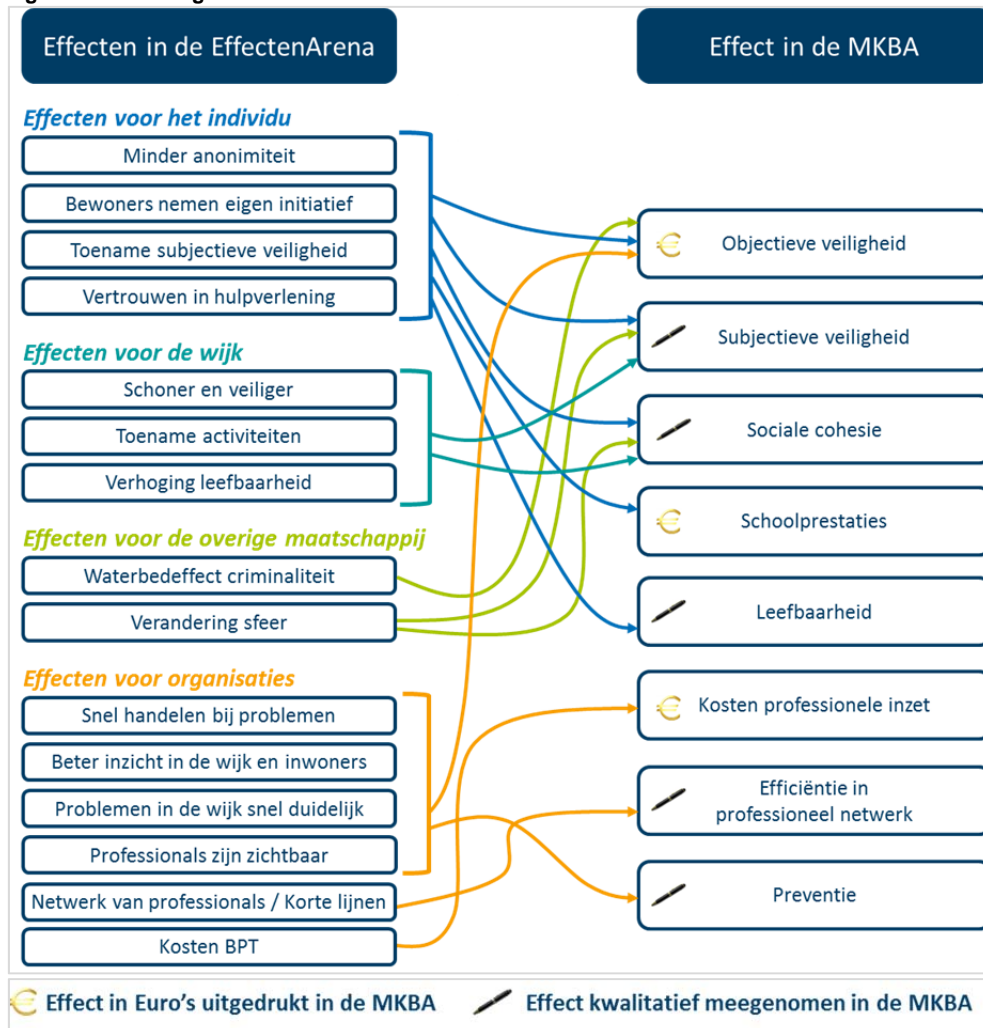 Effecten in de EffectenArena
Effect in de MKBA
Effecten voor het individu
Minder anonimiteit
Bewoners nemen eigen initiatief
Toename subjectieve veiligheid
Vertrouwen in hulpverlening
Effecten voor de wijk
Schoner en veiliger
Toename activiteiten
Verhoging leefbaarheid
Effecten voor de overige maatschappij
Waterbedeffect criminaliteit
Verandering sfeer
Effecten voor organisaties
Snel handelen bij problemen
Beter inzicht in de wijk en inwoners
Problemen in de wijk snel duidelijk
Professionals zijn zichtbaar
Netwerk van professionals / Korte lijnen
Kosten BPT
€ Objectieve veiligheid
Subjectieve veiligheid
Sociale cohesie
€ Schoolprestaties
Leefbaarheid
€ Kosten professionele inzet
Efficiëntie in
professioneel netwerk
Preventie
€ Effect in Euro's uitgedrukt in de MKBA
Effect kwalitatief meegenomen in de MKBA